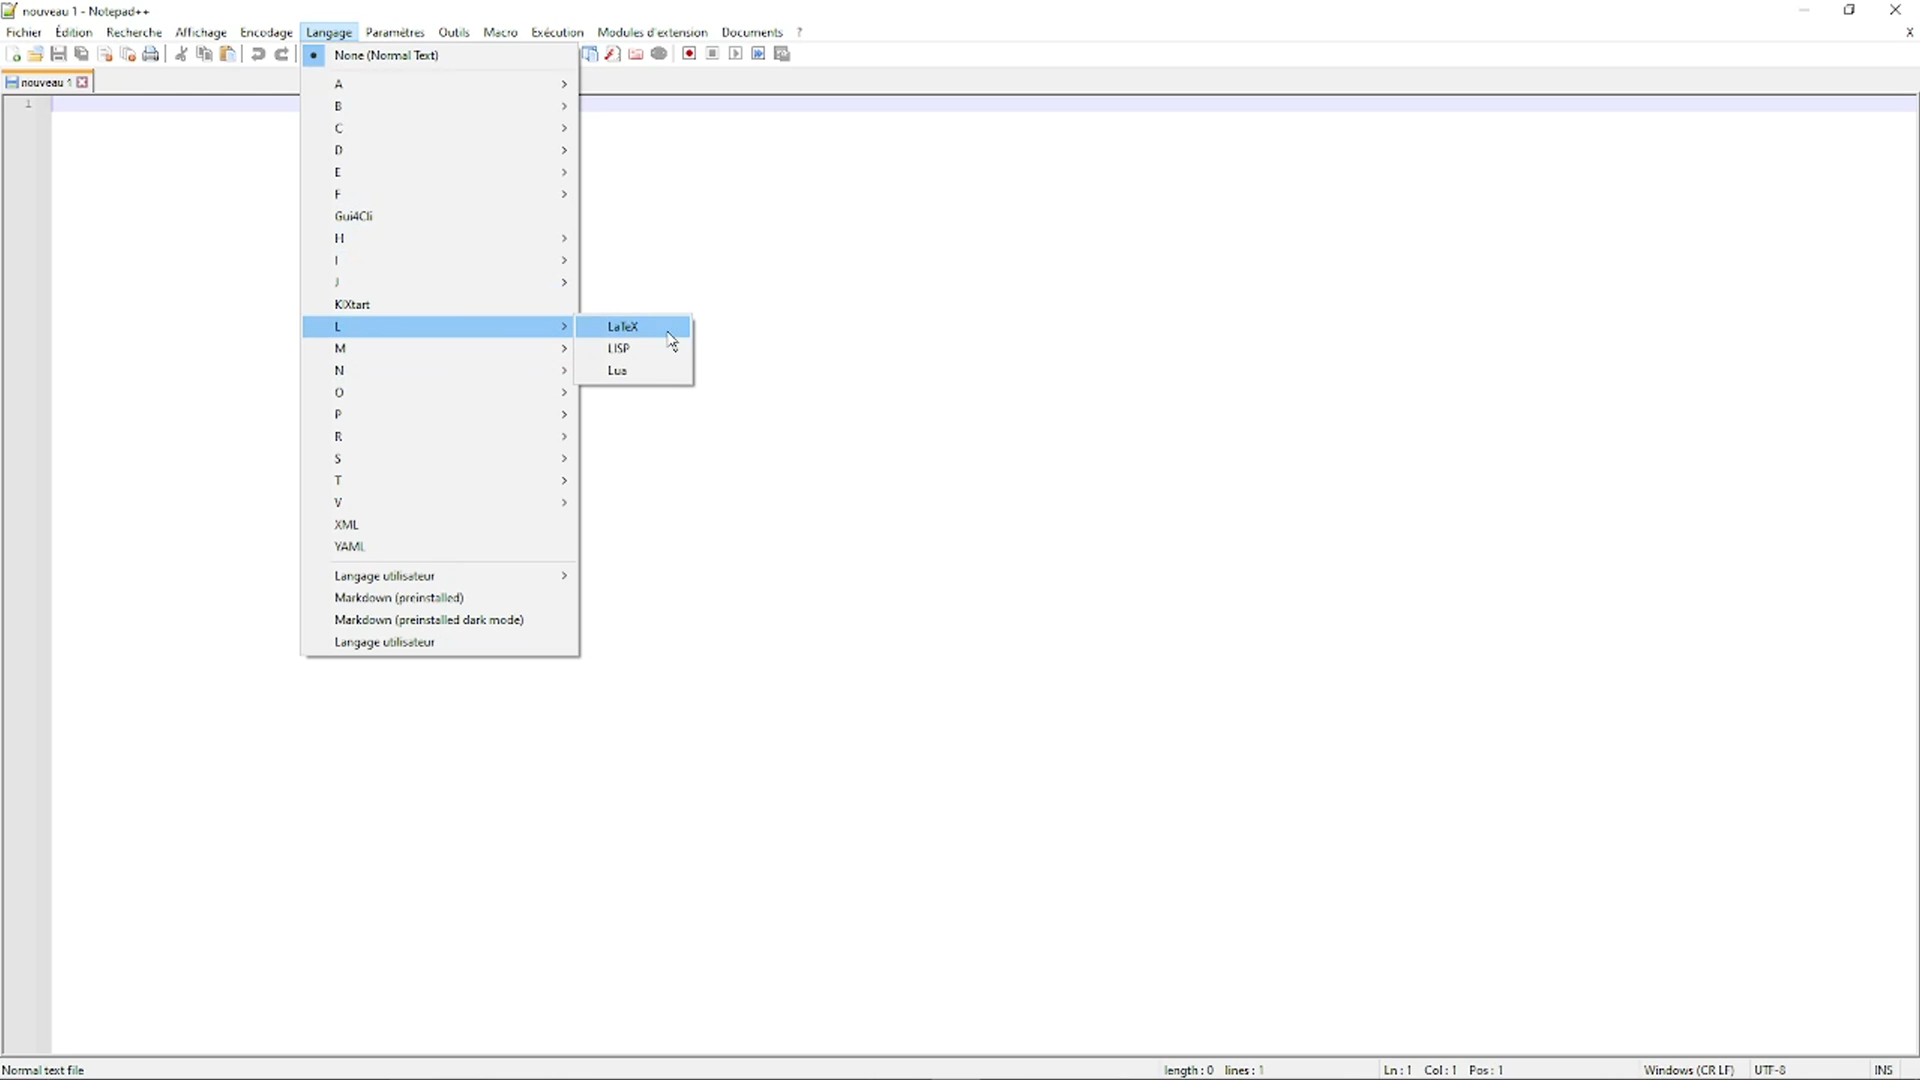 nouveau 1 - Notepad++
Fichier Édition Recherche Affichage Encodage Langage Paramètres Outils Macro Exécution Modules d'extension Documents ?
X
nouveau 1
1
None (Normal Text)
A
B
C
D
E
F
Gui4Cli
H
I
J
KIXtart
L
LaTeX
LISP
Lua
M
N
O
P
R
S
T
V
XML
YAML
Langage utilisateur
Markdown (preinstalled)
Markdown (preinstalled dark mode)
Langage utilisateur
Normal text file length : 0 lines : 1 Ln : 1 Col : 1 Pos : 1 Windows (CR LF) UTF-8 INS